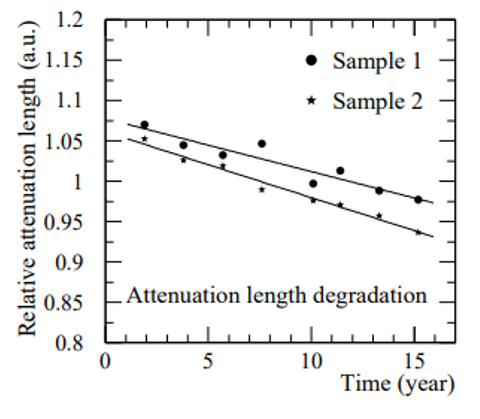 1.2
1.15
1.1
1.05
1
0.95
0.9
0.85
0.8
Relative attenuation length (a.u.)
Sample 1
Sample 2
Attenuation length degradation
0 5 10 15
Time (year)